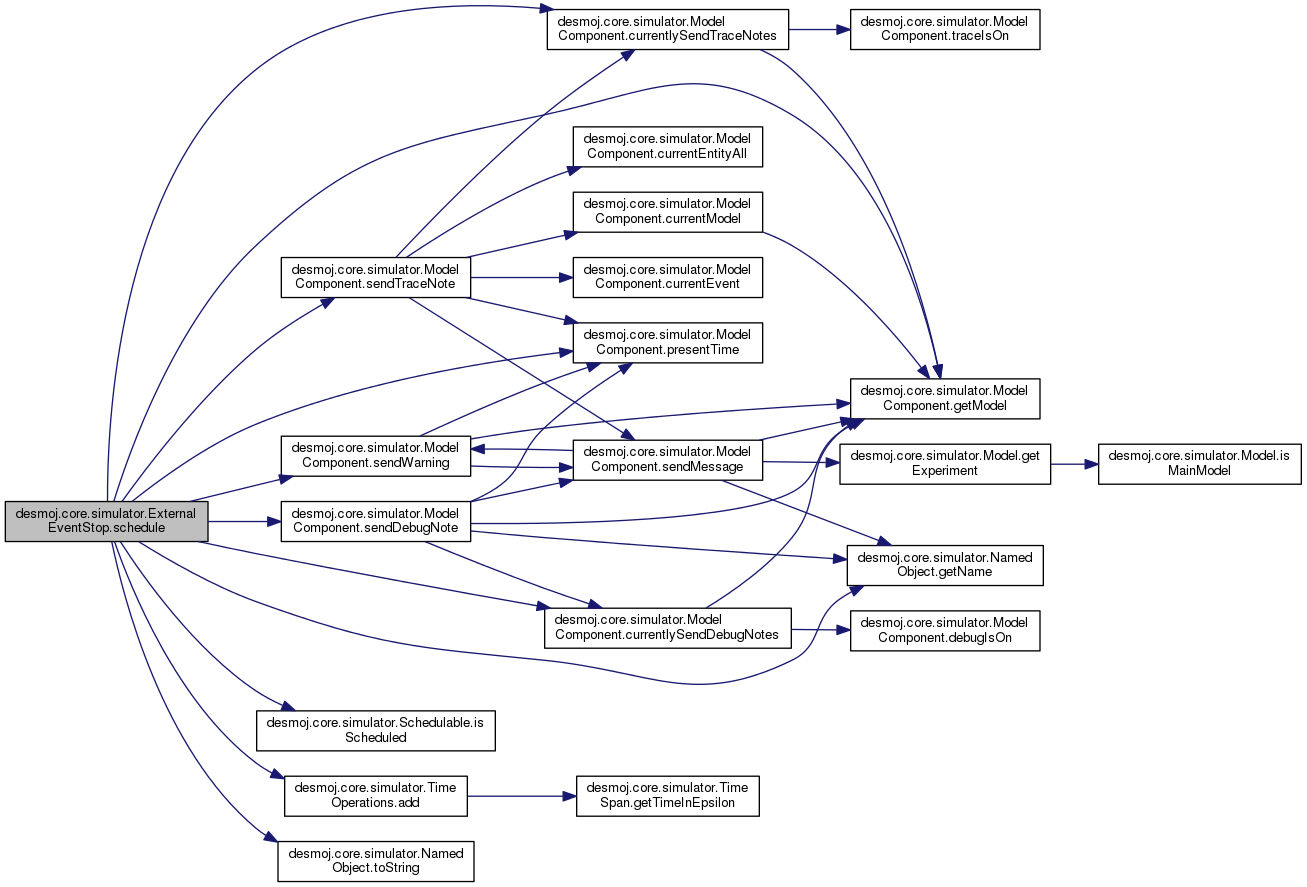 desmoj.core.simulator.Model
Component.currentlySendTraceNotes
desmoj.core.simulator.Model
Component.traceIsOn
desmoj.core.simulator.Model
Component.currentEntityAll
desmoj.core.simulator.Model
Component.currentModel
desmoj.core.simulator.Model
Component.sendTraceNote
desmoj.core.simulator.Model
Component.currentEvent
desmoj.core.simulator.Model
Component.presentTime
desmoj.core.simulator.Model
Component.getModel
desmoj.core.simulator.Model
Component.sendWarning
desmoj.core.simulator.Model
Component.sendMessage
desmoj.core.simulator.Model.get
Experiment
desmoj.core.simulator.Model.is
MainModel
desmoj.core.simulator.External
EventStop.schedule
desmoj.core.simulator.Model
Component.sendDebugNote
desmoj.core.simulator.Named
Object.getName
desmoj.core.simulator.Model
Component.currentlySendDebugNotes
desmoj.core.simulator.Model
Component.debugIsOn
desmoj.core.simulator.Schedulable.is
Scheduled
desmoj.core.simulator.Time
Operations.add
desmoj.core.simulator.Time
Span.getTimeInEpsilon
desmoj.core.simulator.Named
Object.toString